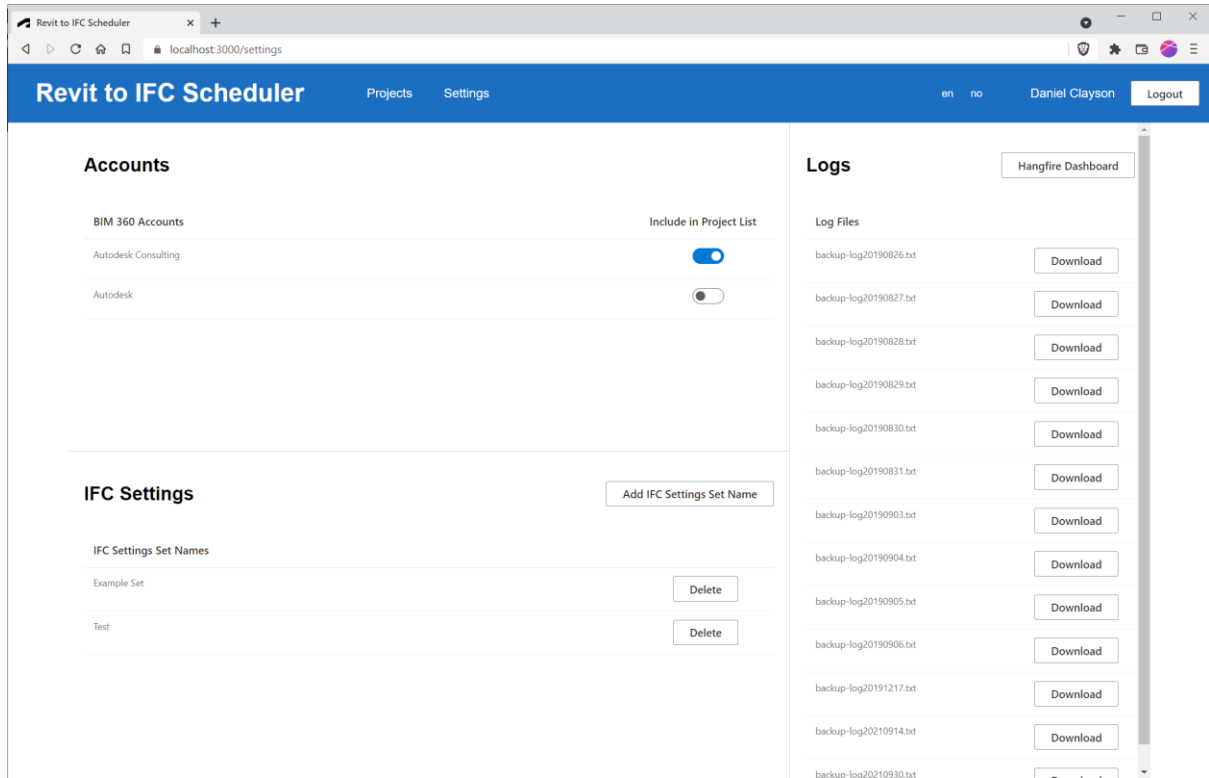 Revit to IFC Scheduler
localhost:3000/settings
Revit to IFC Scheduler
Projects
Settings
en no
Daniel Clayson
Logout
Accounts
BIM 360 Accounts
Include in Project List
Autodesk Consulting
Autodesk
IFC Settings
Add IFC Settings Set Name
IFC Settings Set Names
Example Set
Delete
Test
Delete
Logs
Hangfire Dashboard
Log Files
backup-log20190826.txt
Download
backup-log20190827.txt
Download
backup-log20190828.txt
Download
backup-log20190829.txt
Download
backup-log20190830.txt
Download
backup-log20190831.txt
Download
backup-log20190903.txt
Download
backup-log20190904.txt
Download
backup-log20190905.txt
Download
backup-log20190906.txt
Download
backup-log20191217.txt
Download
backup-log20210914.txt
Download
backup-log20210930.txt